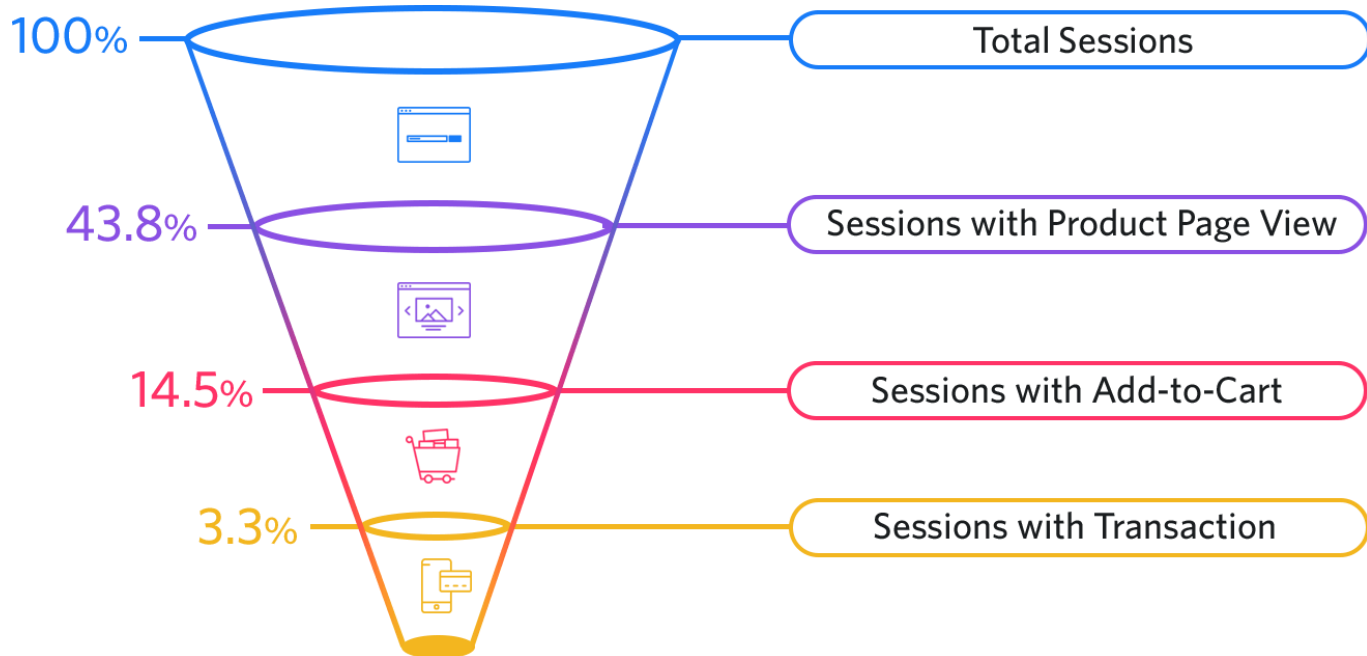 100%
Total Sessions
43.8%
Sessions with Product Page View
14.5%
Sessions with Add-to-Cart
3.3%
Sessions with Transaction